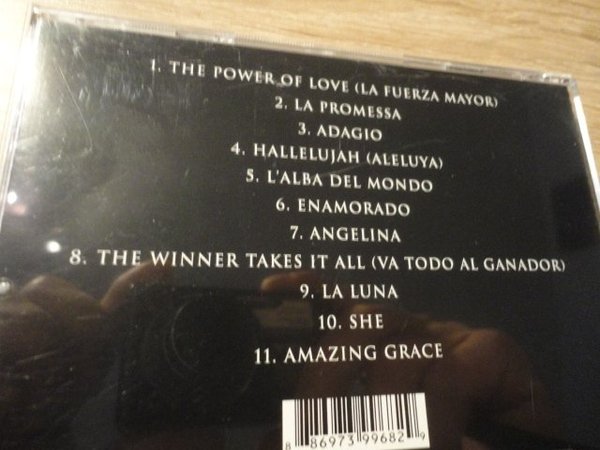 1. THE POWER OF LOVE (LA FUERZA MAYOR)
2. LA PROMESSA
3. ADAGIO
4. HALLELUJAH (ALELUYA)
5. L'ALBA DEL MONDO
6. ENAMORADO
7. ANGELINA
8. THE WINNER TAKES IT ALL (VA TODO AL GANADOR)
9. LA LUNA
10. SHE
11. AMAZING GRACE
8 86973 99682 9